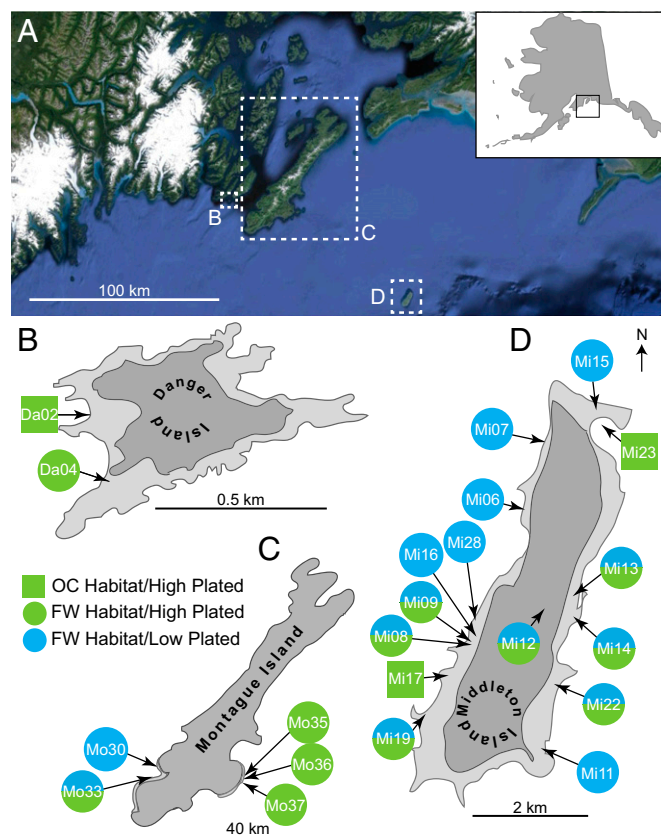 A
B
C
D
100 km
B
Danger
Island
Da02
Da04
0.5 km
C
Montague Island
Mo30
Mo33
Mo35
Mo36
Mo37
40 km
OC Habitat/High Plated
FW Habitat/High Plated
FW Habitat/Low Plated
D
N
Mi15
Mi07
Mi23
Mi06
Mi28
Mi16
Mi13
Mi09
Mi08
Mi12
Mi14
Mi17
Mi22
Mi19
Mi11
Middleton
Island
2 km